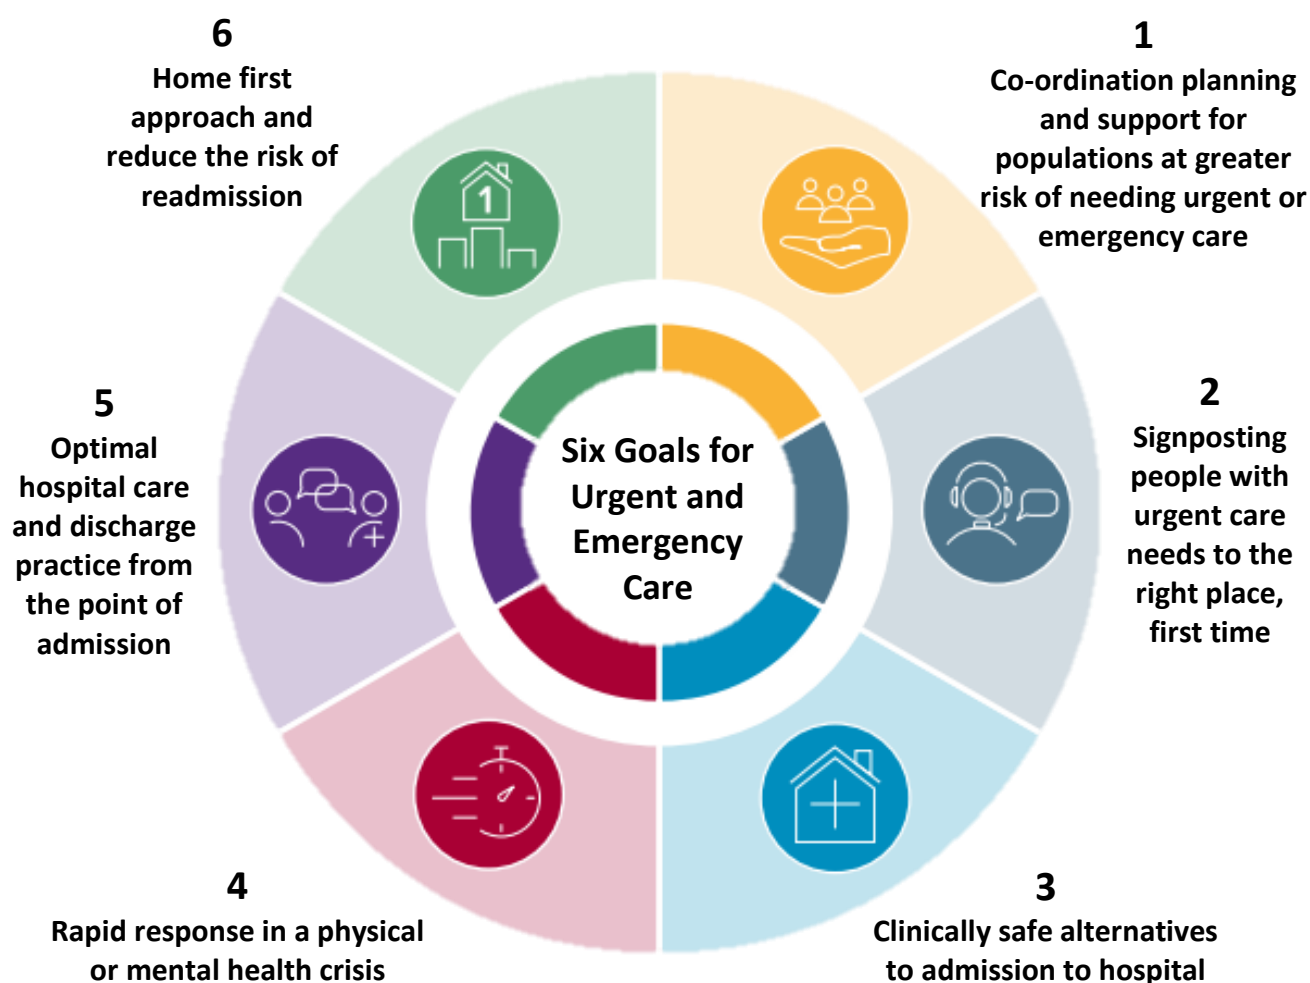 Six Goals for
Urgent and
Emergency
Care
1
Co-ordination planning
and support for
populations at greater
risk of needing urgent or
emergency care
2
Signposting
people with
urgent care
needs to the
right place,
first time
3
Clinically safe alternatives
to admission to hospital
4
Rapid response in a physical
or mental health crisis
5
Optimal
hospital care
and discharge
practice from
the point of
admission
6
Home first
approach and
reduce the risk of
readmission
1